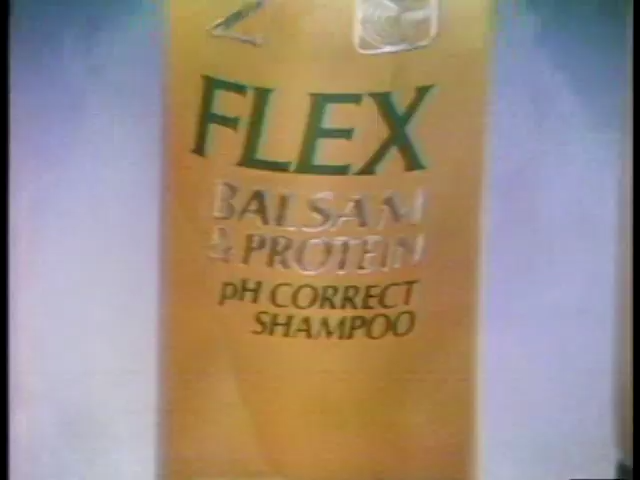 FLEX
BALSAM
& PROTEIN
pH CORRECT
SHAMPOO